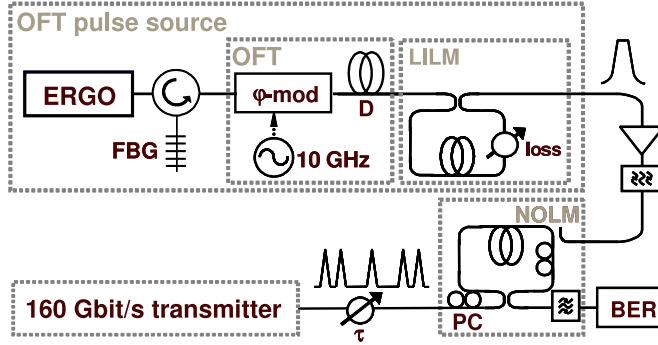 OFT pulse source
OFT
LILM
ERGO
φ-mod
D
FBG
10 GHz
loss
NOLM
160 Gbit/s transmitter
τ
PC
BER